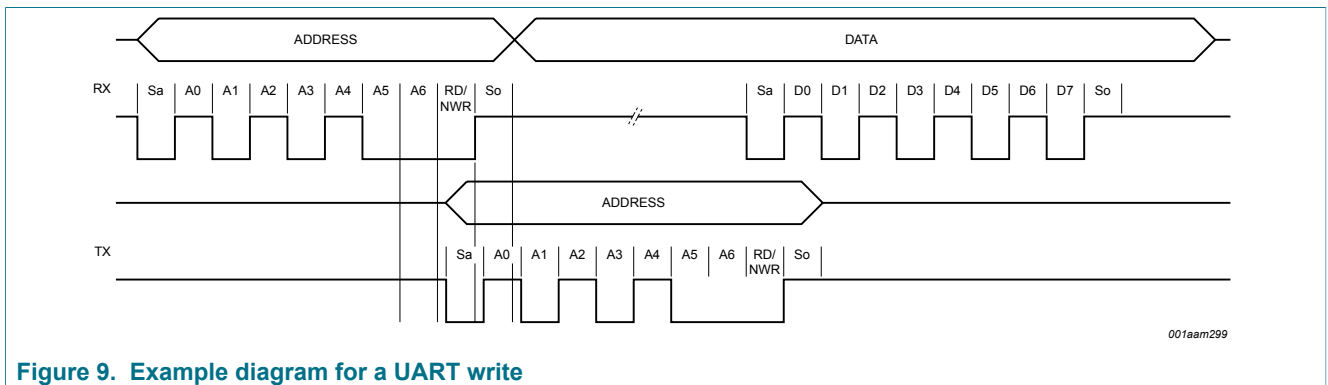 ADDRESS DATA
RX Sa A0 A1 A2 A3 A4 A5 A6 RD/ So Sa D0 D1 D2 D3 D4 D5 D6 D7 So
NWR
ADDRESS
TX Sa A0 A1 A2 A3 A4 A5 A6 RD/ So
NWR
001aam299
Figure 9. Example diagram for a UART write